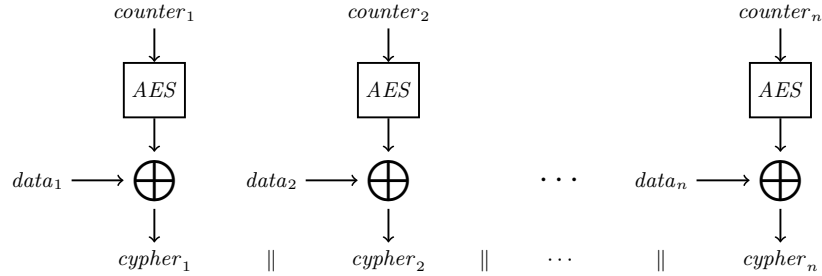 counter₁ counter₂ counterₙ
AES AES AES
data₁ data₂ ··· dataₙ
cypher₁ ∥ cypher₂ ∥ ··· ∥ cypherₙ